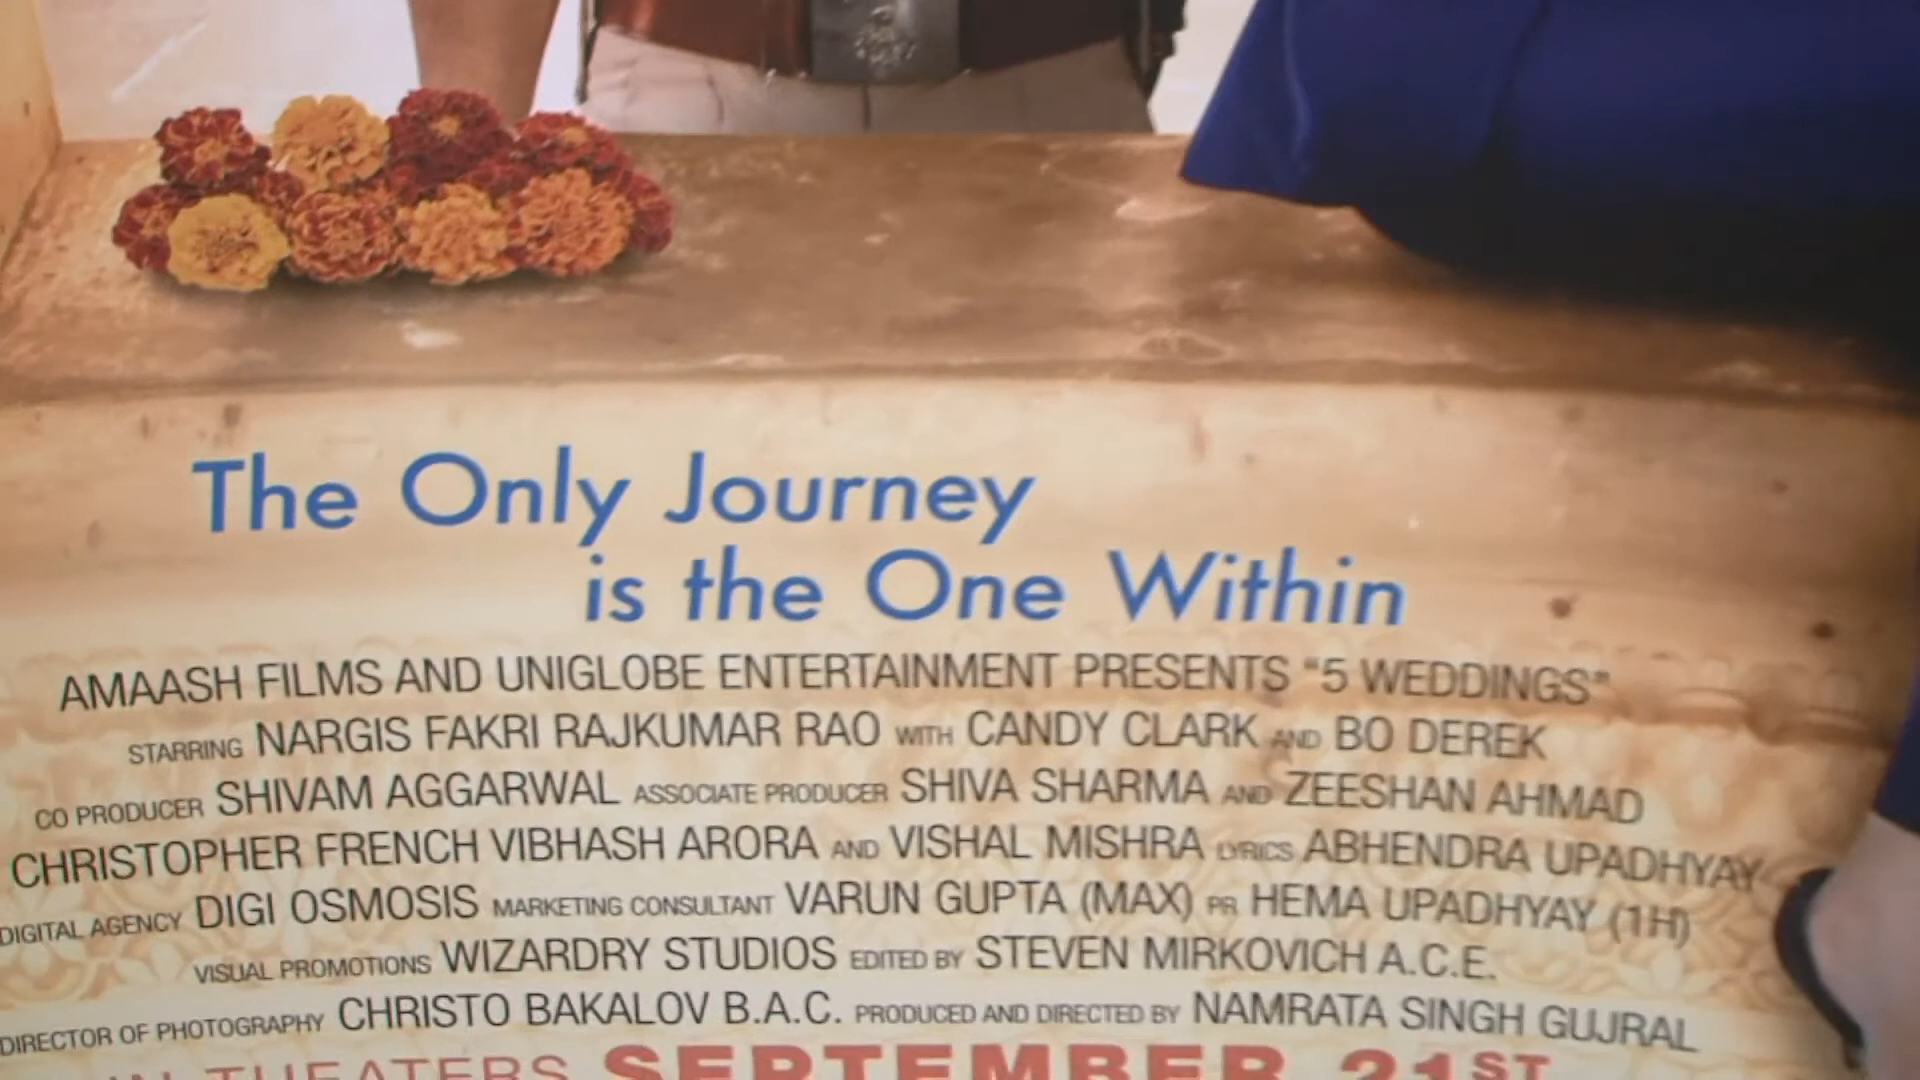 The Only Journey
is the One Within
AMAASH FILMS AND UNIGLOBE ENTERTAINMENT PRESENTS "5 WEDDINGS"
STARRING NARGIS FAKRI RAJKUMAR RAO WITH CANDY CLARK AND BO DEREK
CO PRODUCER SHIVAM AGGARWAL ASSOCIATE PRODUCER SHIVA SHARMA AND ZEESHAN AHMAD
CHRISTOPHER FRENCH VIBHASH ARORA AND VISHAL MISHRA LYRICS ABHENDRA UPADHYAY
DIGITAL AGENCY DIGI OSMOSIS MARKETING CONSULTANT VARUN GUPTA (MAX) PR HEMA UPADHYAY (1H)
VISUAL PROMOTIONS WIZARDRY STUDIOS EDITED BY STEVEN MIRKOVICH A.C.E.
DIRECTOR OF PHOTOGRAPHY CHRISTO BAKALOV B.A.C. PRODUCED AND DIRECTED BY NAMRATA SINGH GUJRAL
IN THEATERS SEPTEMBER 21ST